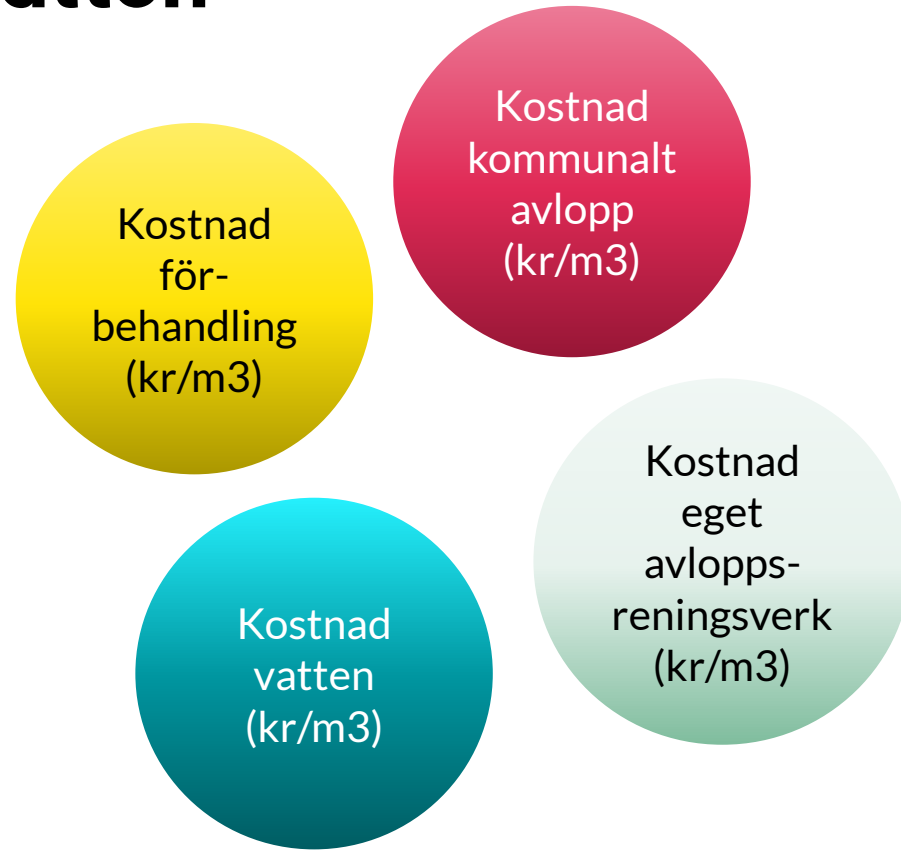 Kostnad
kommunalt
avlopp
(kr/m3)
Kostnad
för-
behandling
(kr/m3)
Kostnad
eget
avlopps-
reningsverk
(kr/m3)
Kostnad
vatten
(kr/m3)